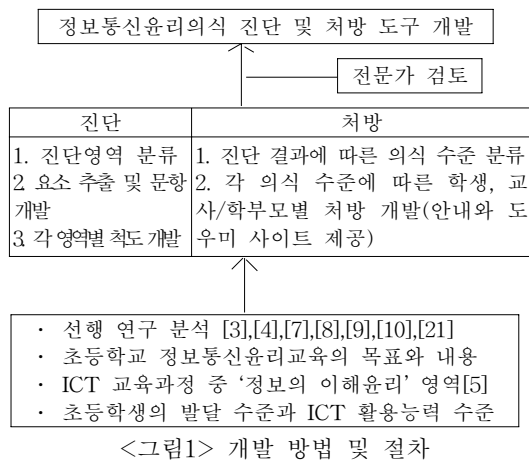 정보통신윤리의식 진단 및 처방 도구 개발
전문가 검토
진단
1. 진단영역 분류
2. 요소 추출 및 문항
개발
3. 각 영역별 척도 개발
처방
1. 진단 결과에 따른 의식 수준 분류
2. 각 의식 수준에 따른 학생, 교
사/학부모별 처방 개발(안내와 도
우미 사이트 제공)
· 선행 연구 분석 [3],[4],[7],[8],[9],[10],[21]
· 초등학교 정보통신윤리교육의 목표와 내용
· ICT 교육과정 중 ‘정보의 이해윤리’ 영역[5]
· 초등학생의 발달 수준과 ICT 활용능력 수준
<그림1> 개발 방법 및 절차